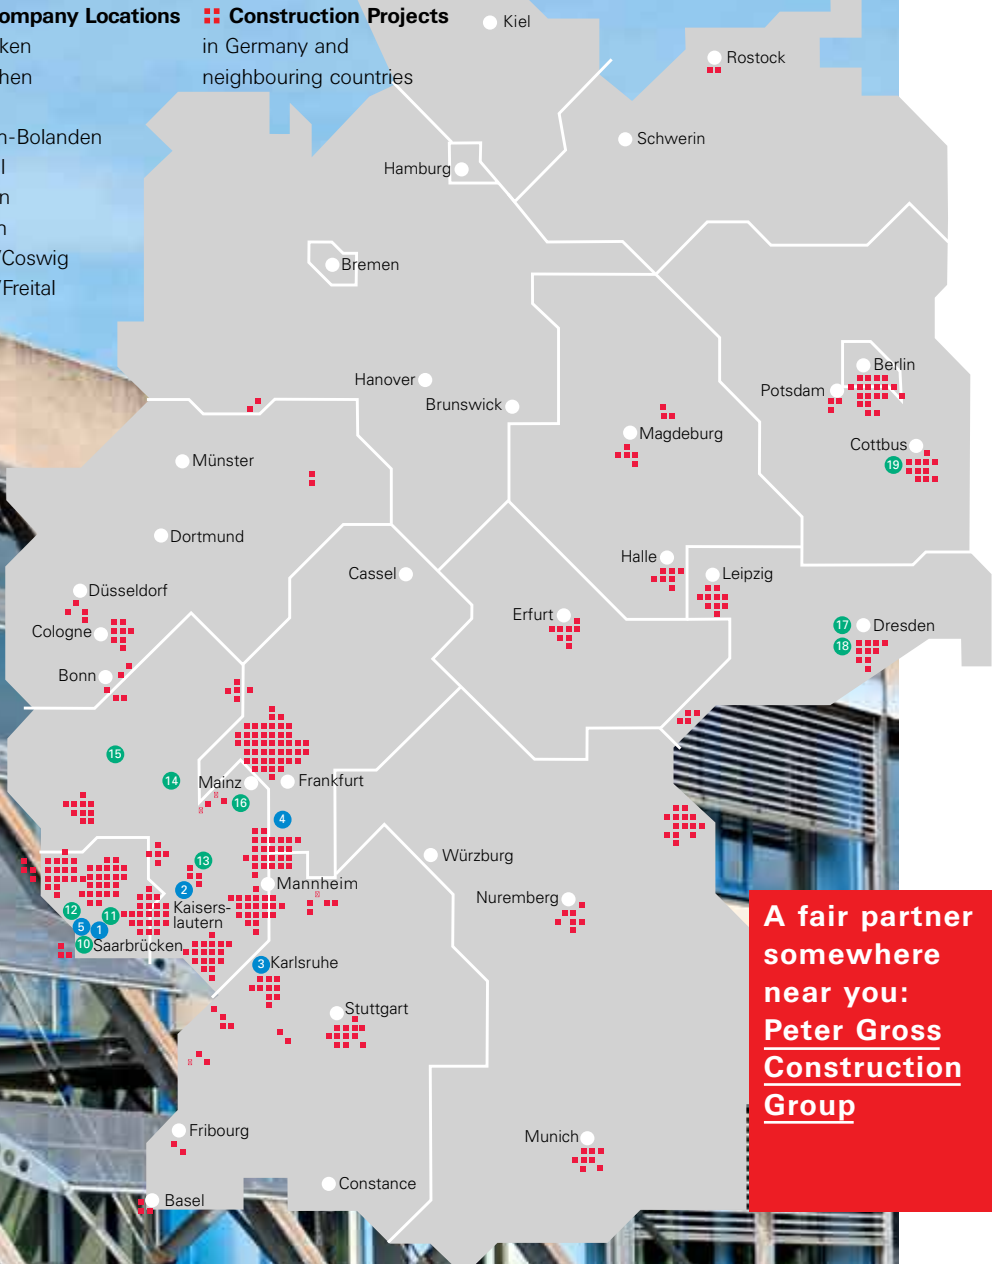 ompany Locations
ken
hen
n-Bolanden
l
n
n
/Coswig
/Freital
Construction Projects
in Germany and
neighbouring countries
Kiel
Rostock
Schwerin
Hamburg
Bremen
Hanover
Brunswick
Berlin
Potsdam
Magdeburg
Cottbus
19
Münster
Dortmund
Cassel
Halle
Leipzig
Düsseldorf
Cologne
Erfurt
17
Dresden
18
Bonn
15
14
Mainz
Frankfurt
16
4
13
Würzburg
2
Mannheim
Kaisers-
lautern
Nuremberg
12
11
5
1
10
Saarbrücken
3
Karlsruhe
Stuttgart
Fribourg
Munich
Constance
Basel
A fair partner
somewhere
near you:
Peter Gross
Construction
Group